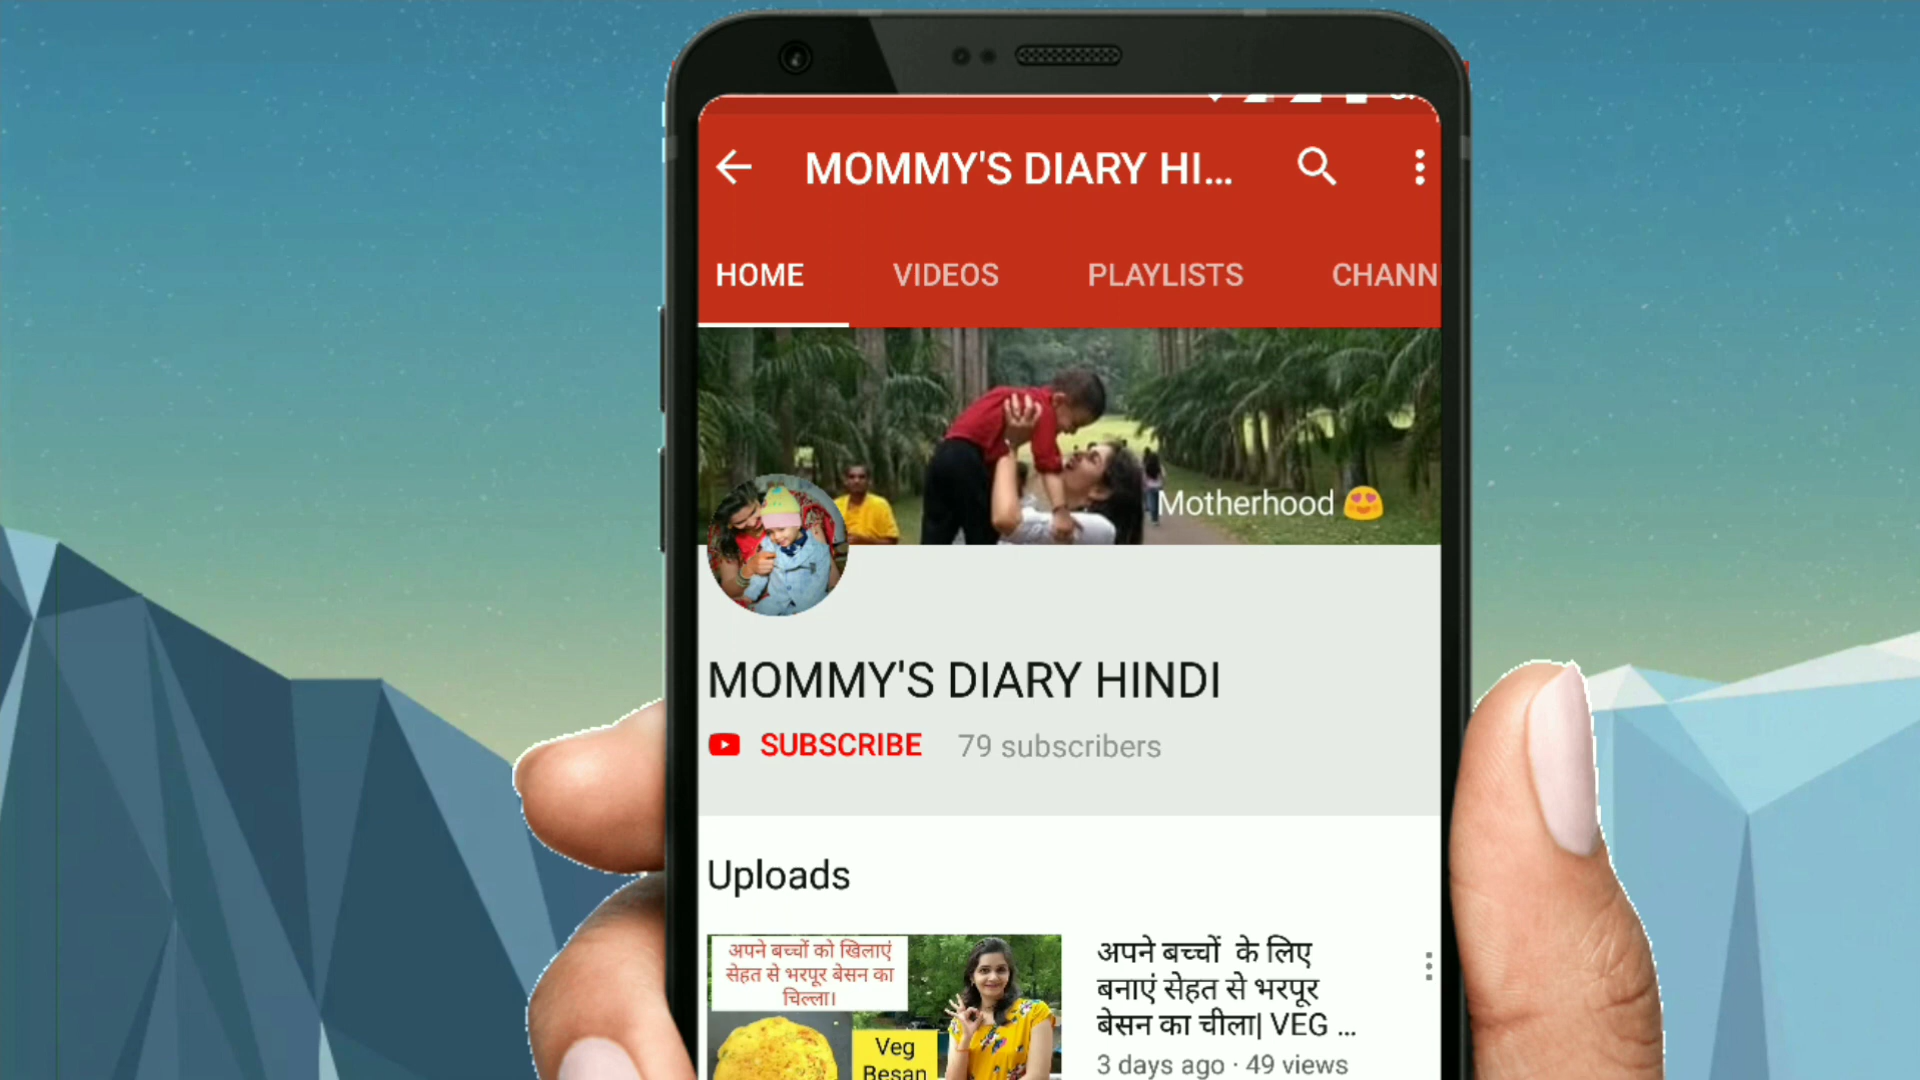 MOMMY'S DIARY HI...
HOME VIDEOS PLAYLISTS CHANN
Motherhood 😍
MOMMY'S DIARY HINDI
SUBSCRIBE 79 subscribers
Uploads
अपने बच्चों को खिलाएं
सेहत से भरपूर बेसन का
चिल्ला।
Veg
Besan
अपने बच्चों के लिए
बनाएं सेहत से भरपूर
बेसन का चीला| VEG ...
3 days ago · 49 views